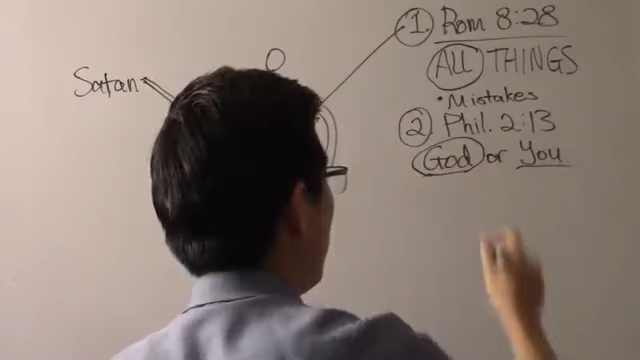 Satan
1. Rom 8:28
ALL THINGS
• Mistakes
2 Phil. 2:13
God or You